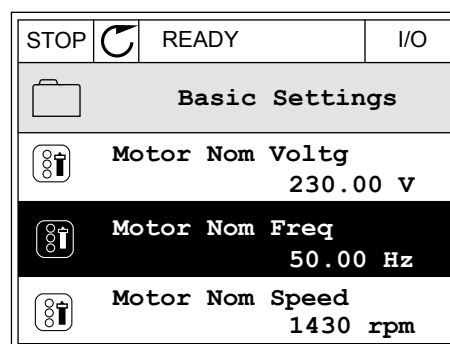 STOP READY I/O
Basic Settings
Motor Nom Voltg
230.00 V
Motor Nom Freq
50.00 Hz
Motor Nom Speed
1430 rpm